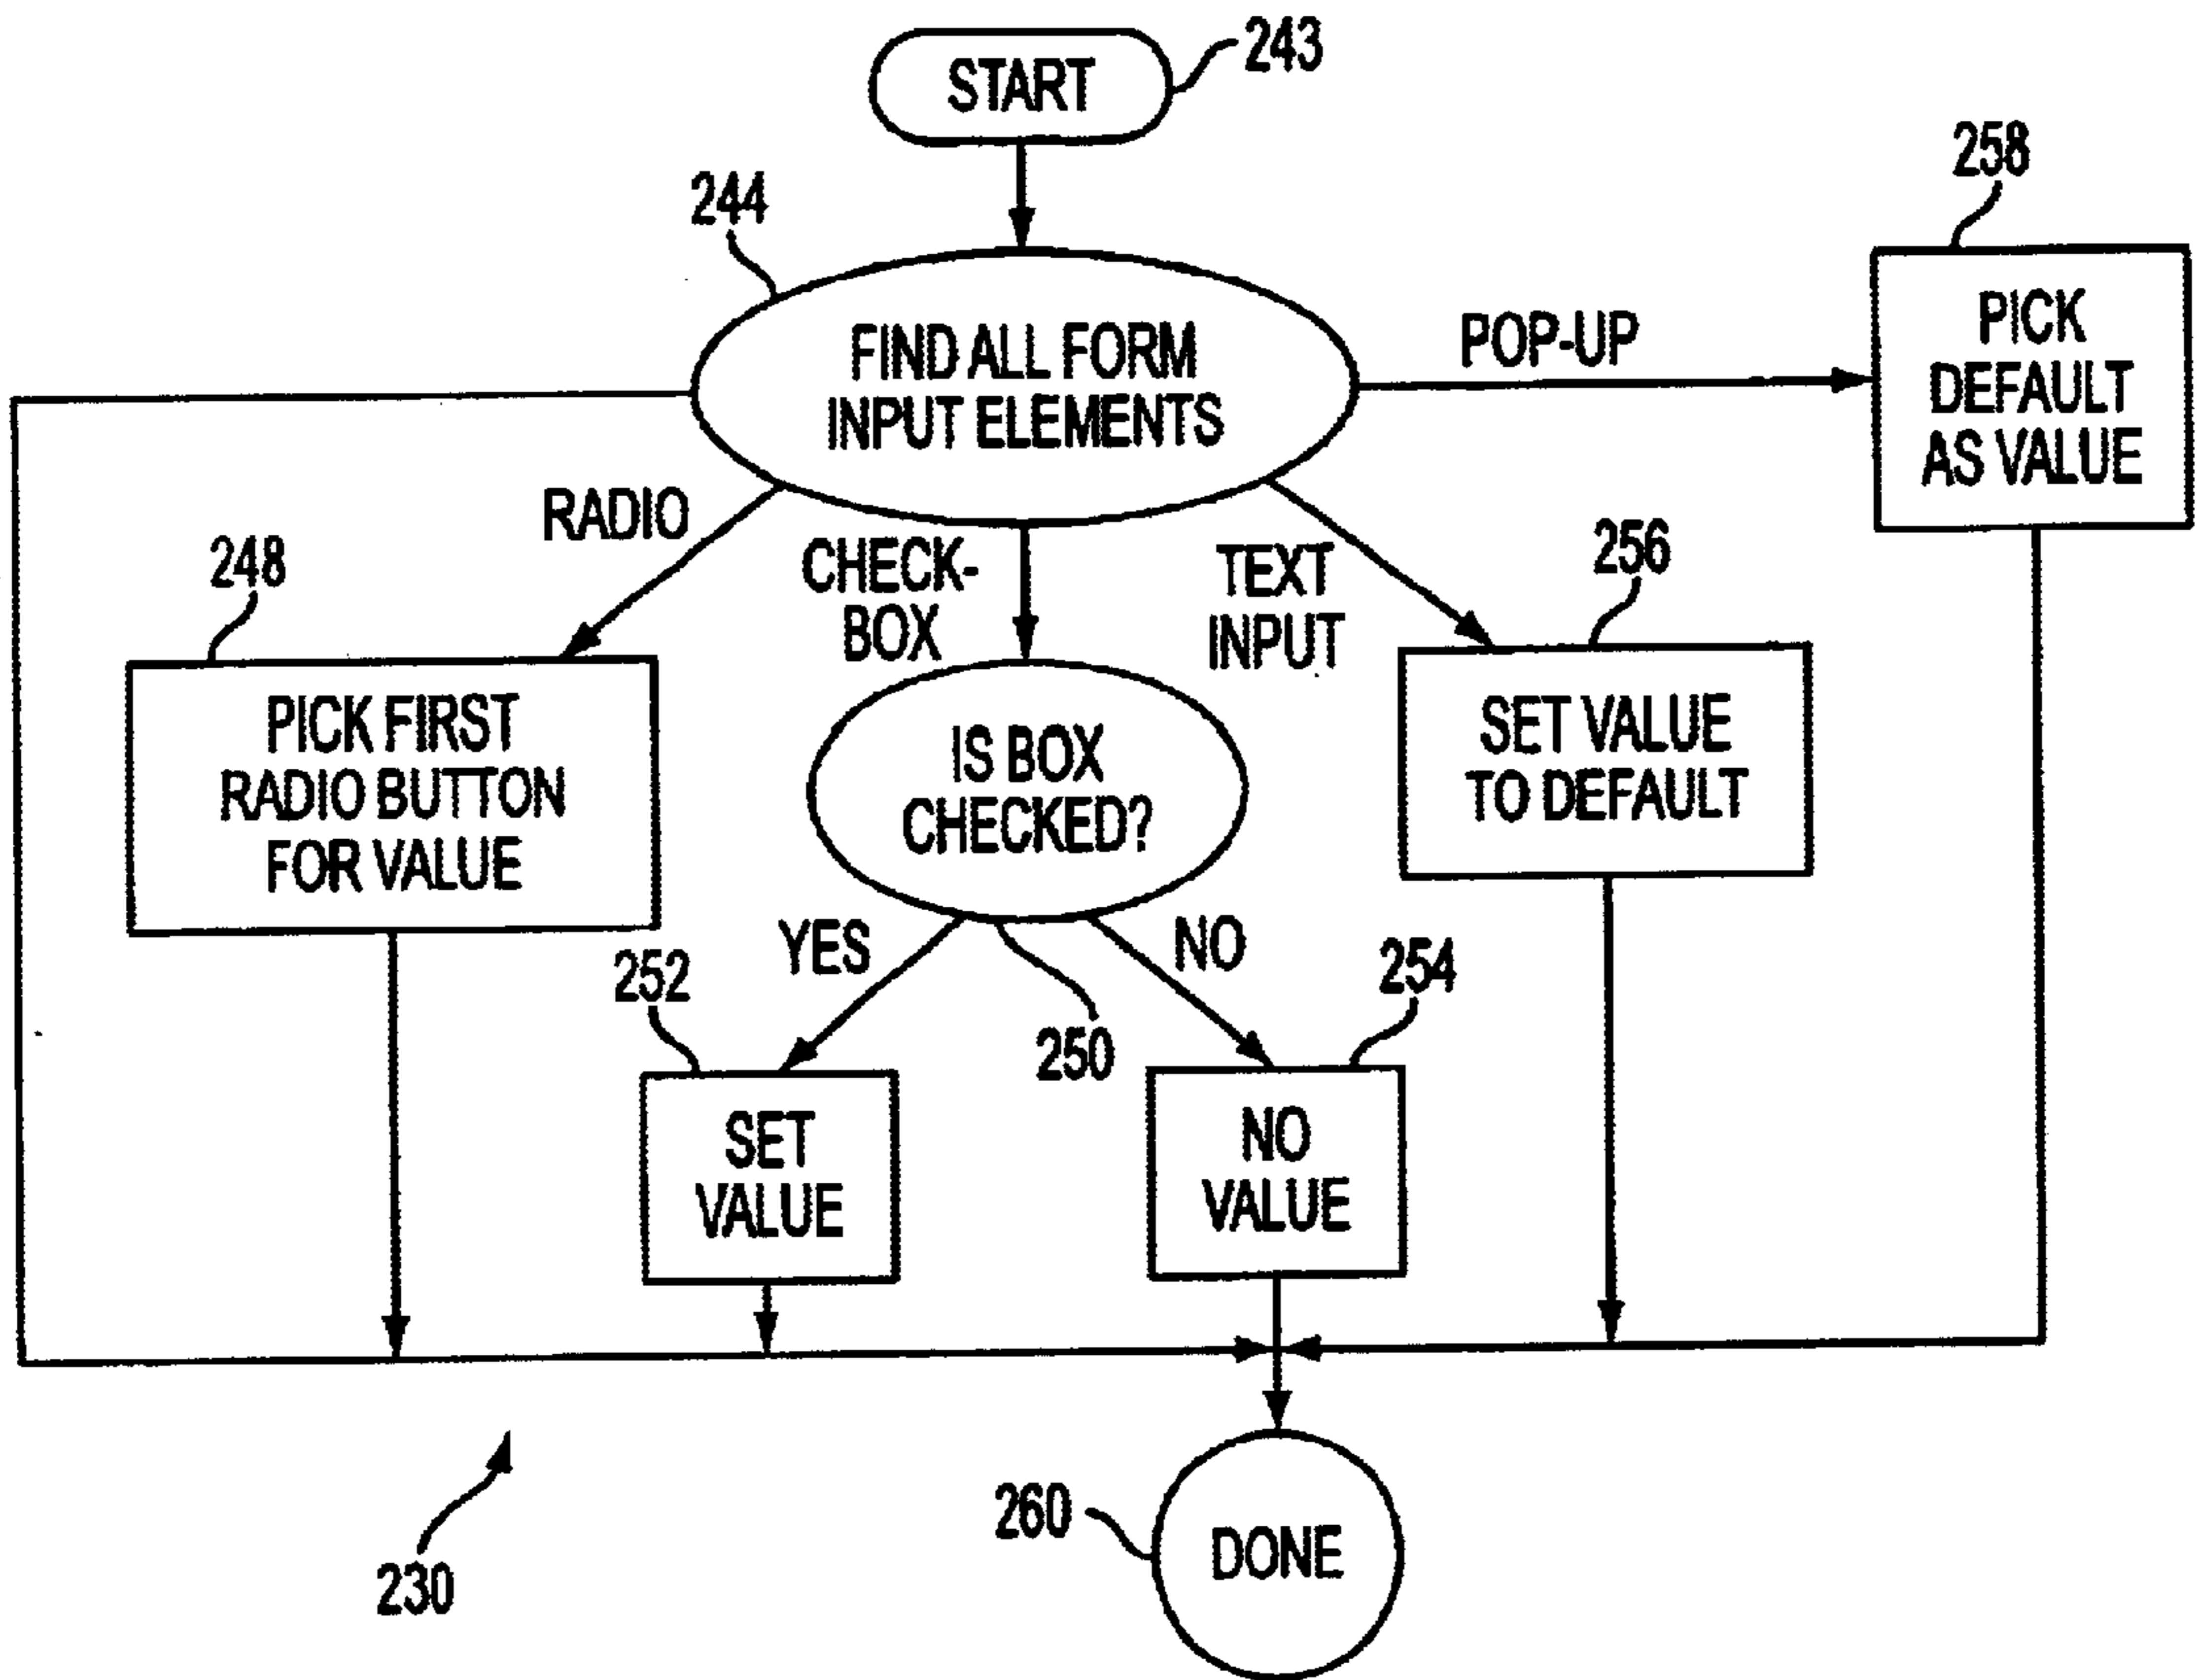 START
243
244
258
FIND ALL FORM
INPUT ELEMENTS
POP-UP
PICK
DEFAULT
AS VALUE
RADIO
CHECK-
BOX
TEXT
INPUT
248
256
PICK FIRST
RADIO BUTTON
FOR VALUE
IS BOX
CHECKED?
SET VALUE
TO DEFAULT
YES
NO
252
250
254
SET
VALUE
NO
VALUE
230
260
DONE